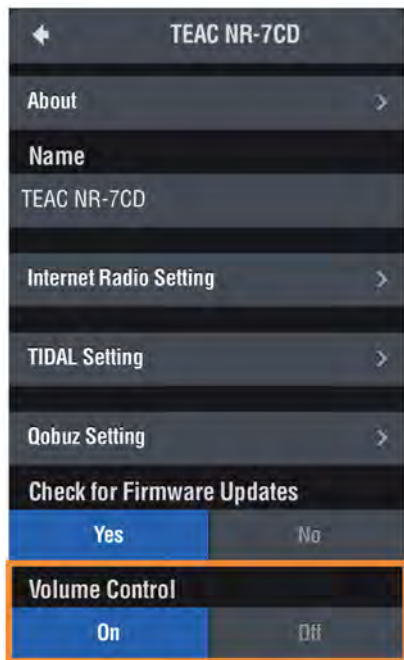 TEAC NR-7CD
About
Name
TEAC NR-7CD
Internet Radio Setting
TIDAL Setting
Qobuz Setting
Check for Firmware Updates
Yes No
Volume Control
On Off